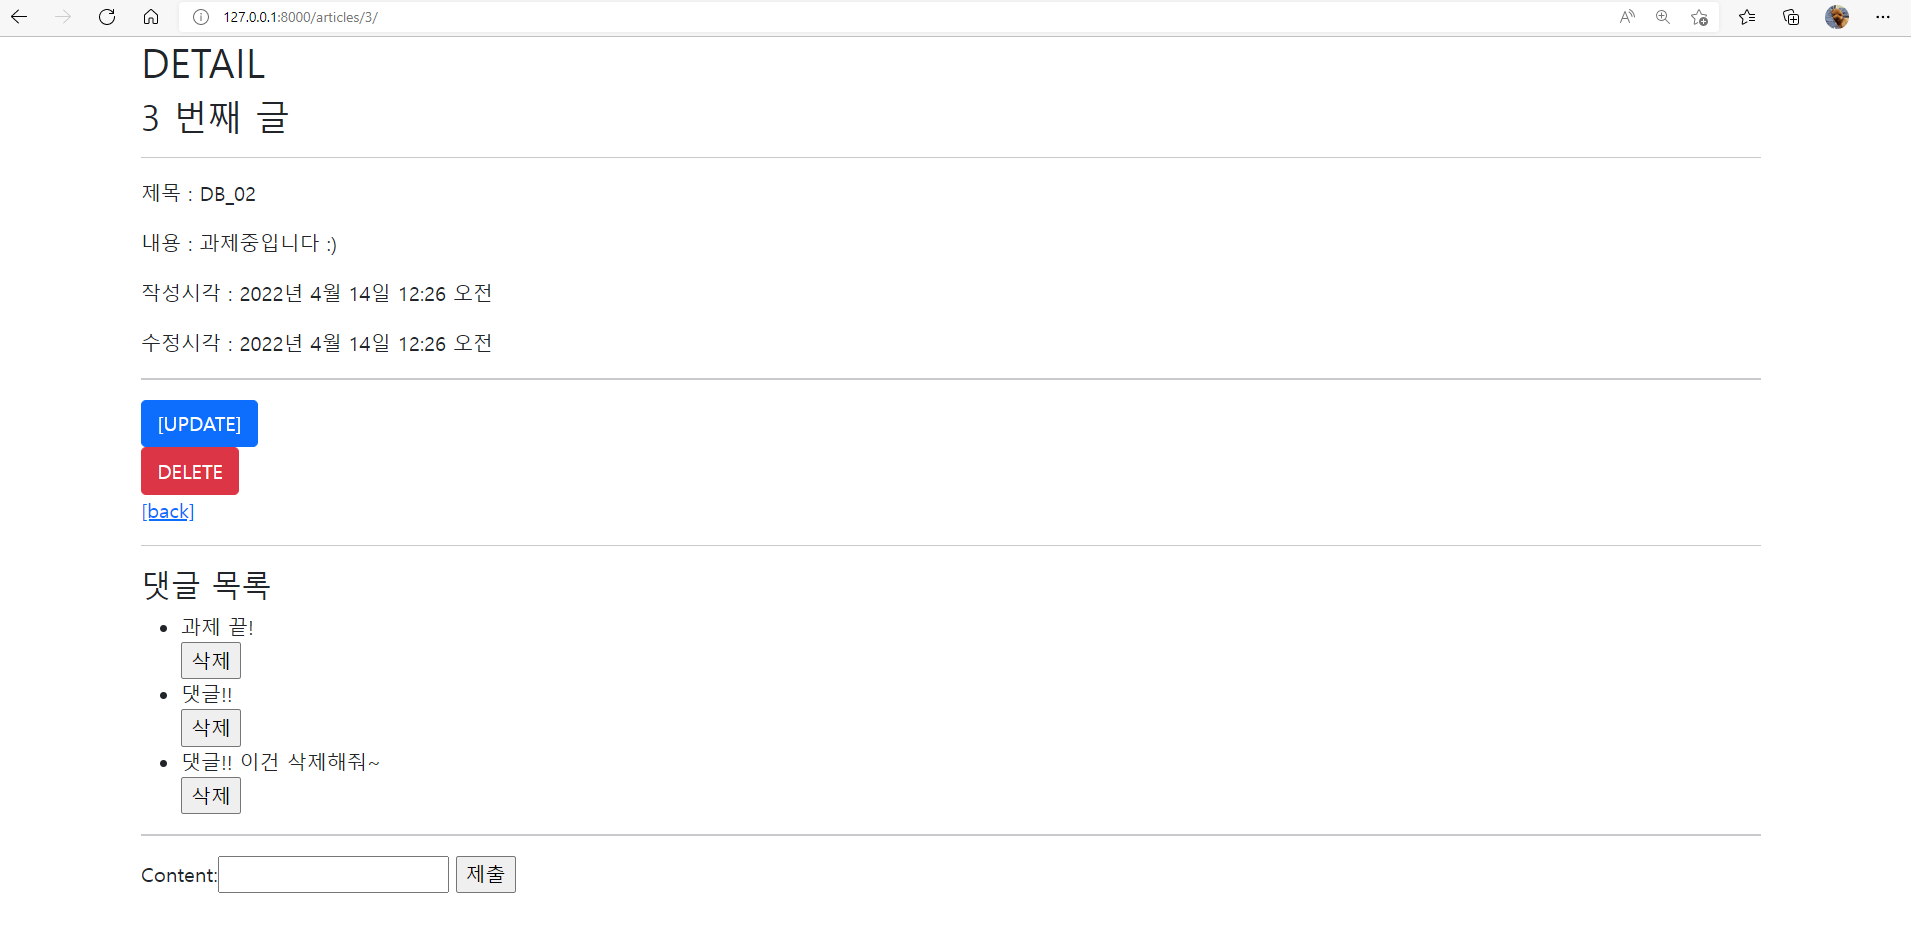 127.0.0.1:8000/articles/3/
DETAIL
3 번째 글
제목 : DB_02
내용 : 과제중입니다 :)
작성시각 : 2022년 4월 14일 12:26 오전
수정시각 : 2022년 4월 14일 12:26 오전
[UPDATE]
DELETE
[back]
댓글 목록
과제 끝!
삭제
댓글!!
삭제
댓글!! 이건 삭제해줘~
삭제
Content: 제출